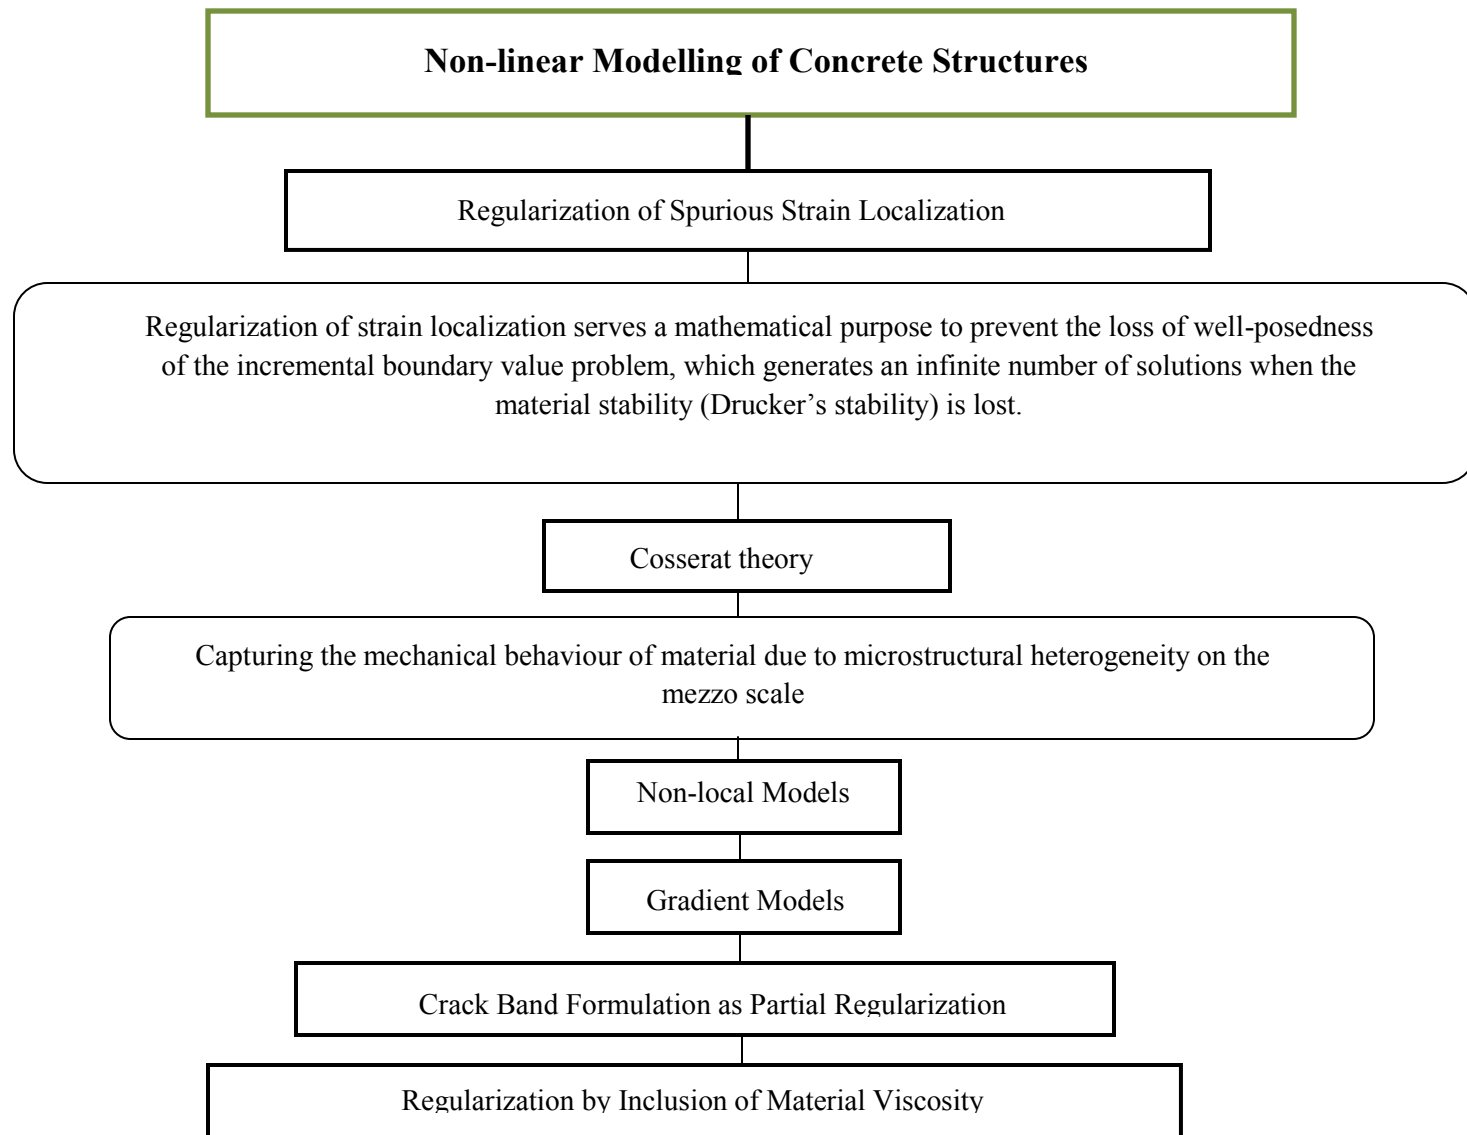 Non-linear Modelling of Concrete Structures
Regularization of Spurious Strain Localization
Regularization of strain localization serves a mathematical purpose to prevent the loss of well-posedness
of the incremental boundary value problem, which generates an infinite number of solutions when the
material stability (Drucker’s stability) is lost.
Cosserat theory
Capturing the mechanical behaviour of material due to microstructural heterogeneity on the
mezzo scale
Non-local Models
Gradient Models
Crack Band Formulation as Partial Regularization
Regularization by Inclusion of Material Viscosity